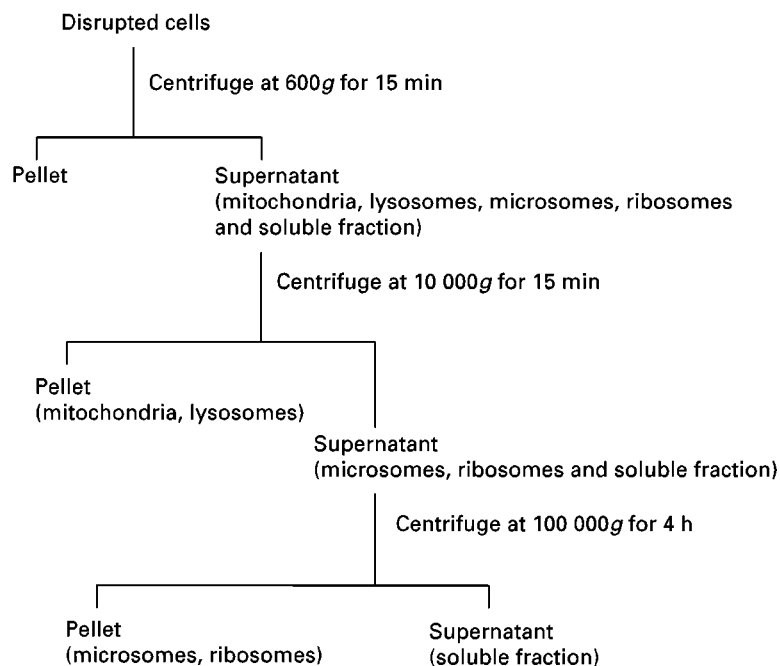 Disrupted cells
Centrifuge at 600g for 15 min
Pellet
Supernatant
(mitochondria, lysosomes, microsomes, ribosomes
and soluble fraction)
Centrifuge at 10 000g for 15 min
Pellet
(mitochondria, lysosomes)
Supernatant
(microsomes, ribosomes and soluble fraction)
Centrifuge at 100 000g for 4 h
Pellet
(microsomes, ribosomes)
Supernatant
(soluble fraction)